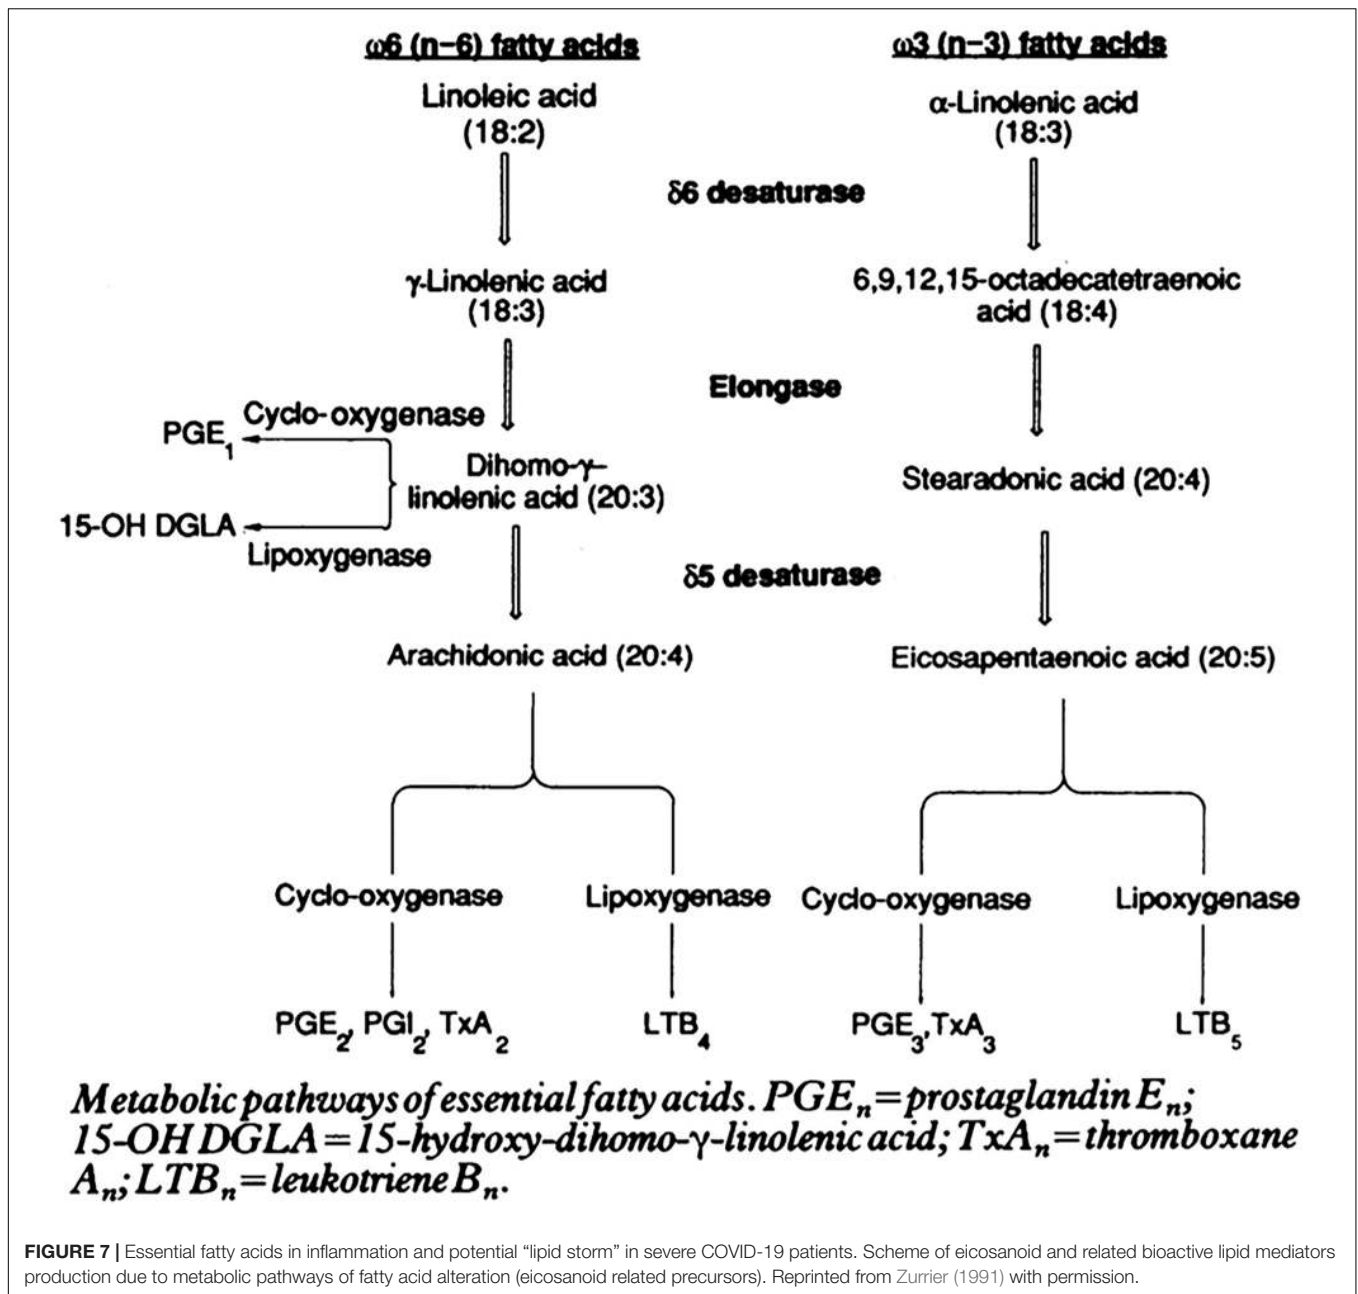 ω6 (n-6) fatty acids
ω3 (n-3) fatty acids
Linoleic acid
(18:2)
α-Linolenic acid
(18:3)
δ6 desaturase
γ-Linolenic acid
(18:3)
6,9,12,15-octadecatetraenoic
acid (18:4)
Elongase
Cyclo-oxygenase
PGE1
Dihomo-γ-
linolenic acid (20:3)
15-OH DGLA
Lipoxygenase
Stearadonic acid (20:4)
δ5 desaturase
Arachidonic acid (20:4)
Eicosapentaenoic acid (20:5)
Cyclo-oxygenase
Lipoxygenase
Cyclo-oxygenase
Lipoxygenase
PGE2, PGI2, TxA2
LTB4
PGE3, TxA3
LTB5
Metabolic pathways of essential fatty acids. PGEn=prostaglandin En;
15-OH DGLA=15-hydroxy-dihomo-γ-linolenic acid; TxAn=thromboxane
An; LTBn=leukotriene Bn.
FIGURE 7 | Essential fatty acids in inflammation and potential “lipid storm” in severe COVID-19 patients. Scheme of eicosanoid and related bioactive lipid mediators
production due to metabolic pathways of fatty acid alteration (eicosanoid related precursors). Reprinted from Zurrier (1991) with permission.